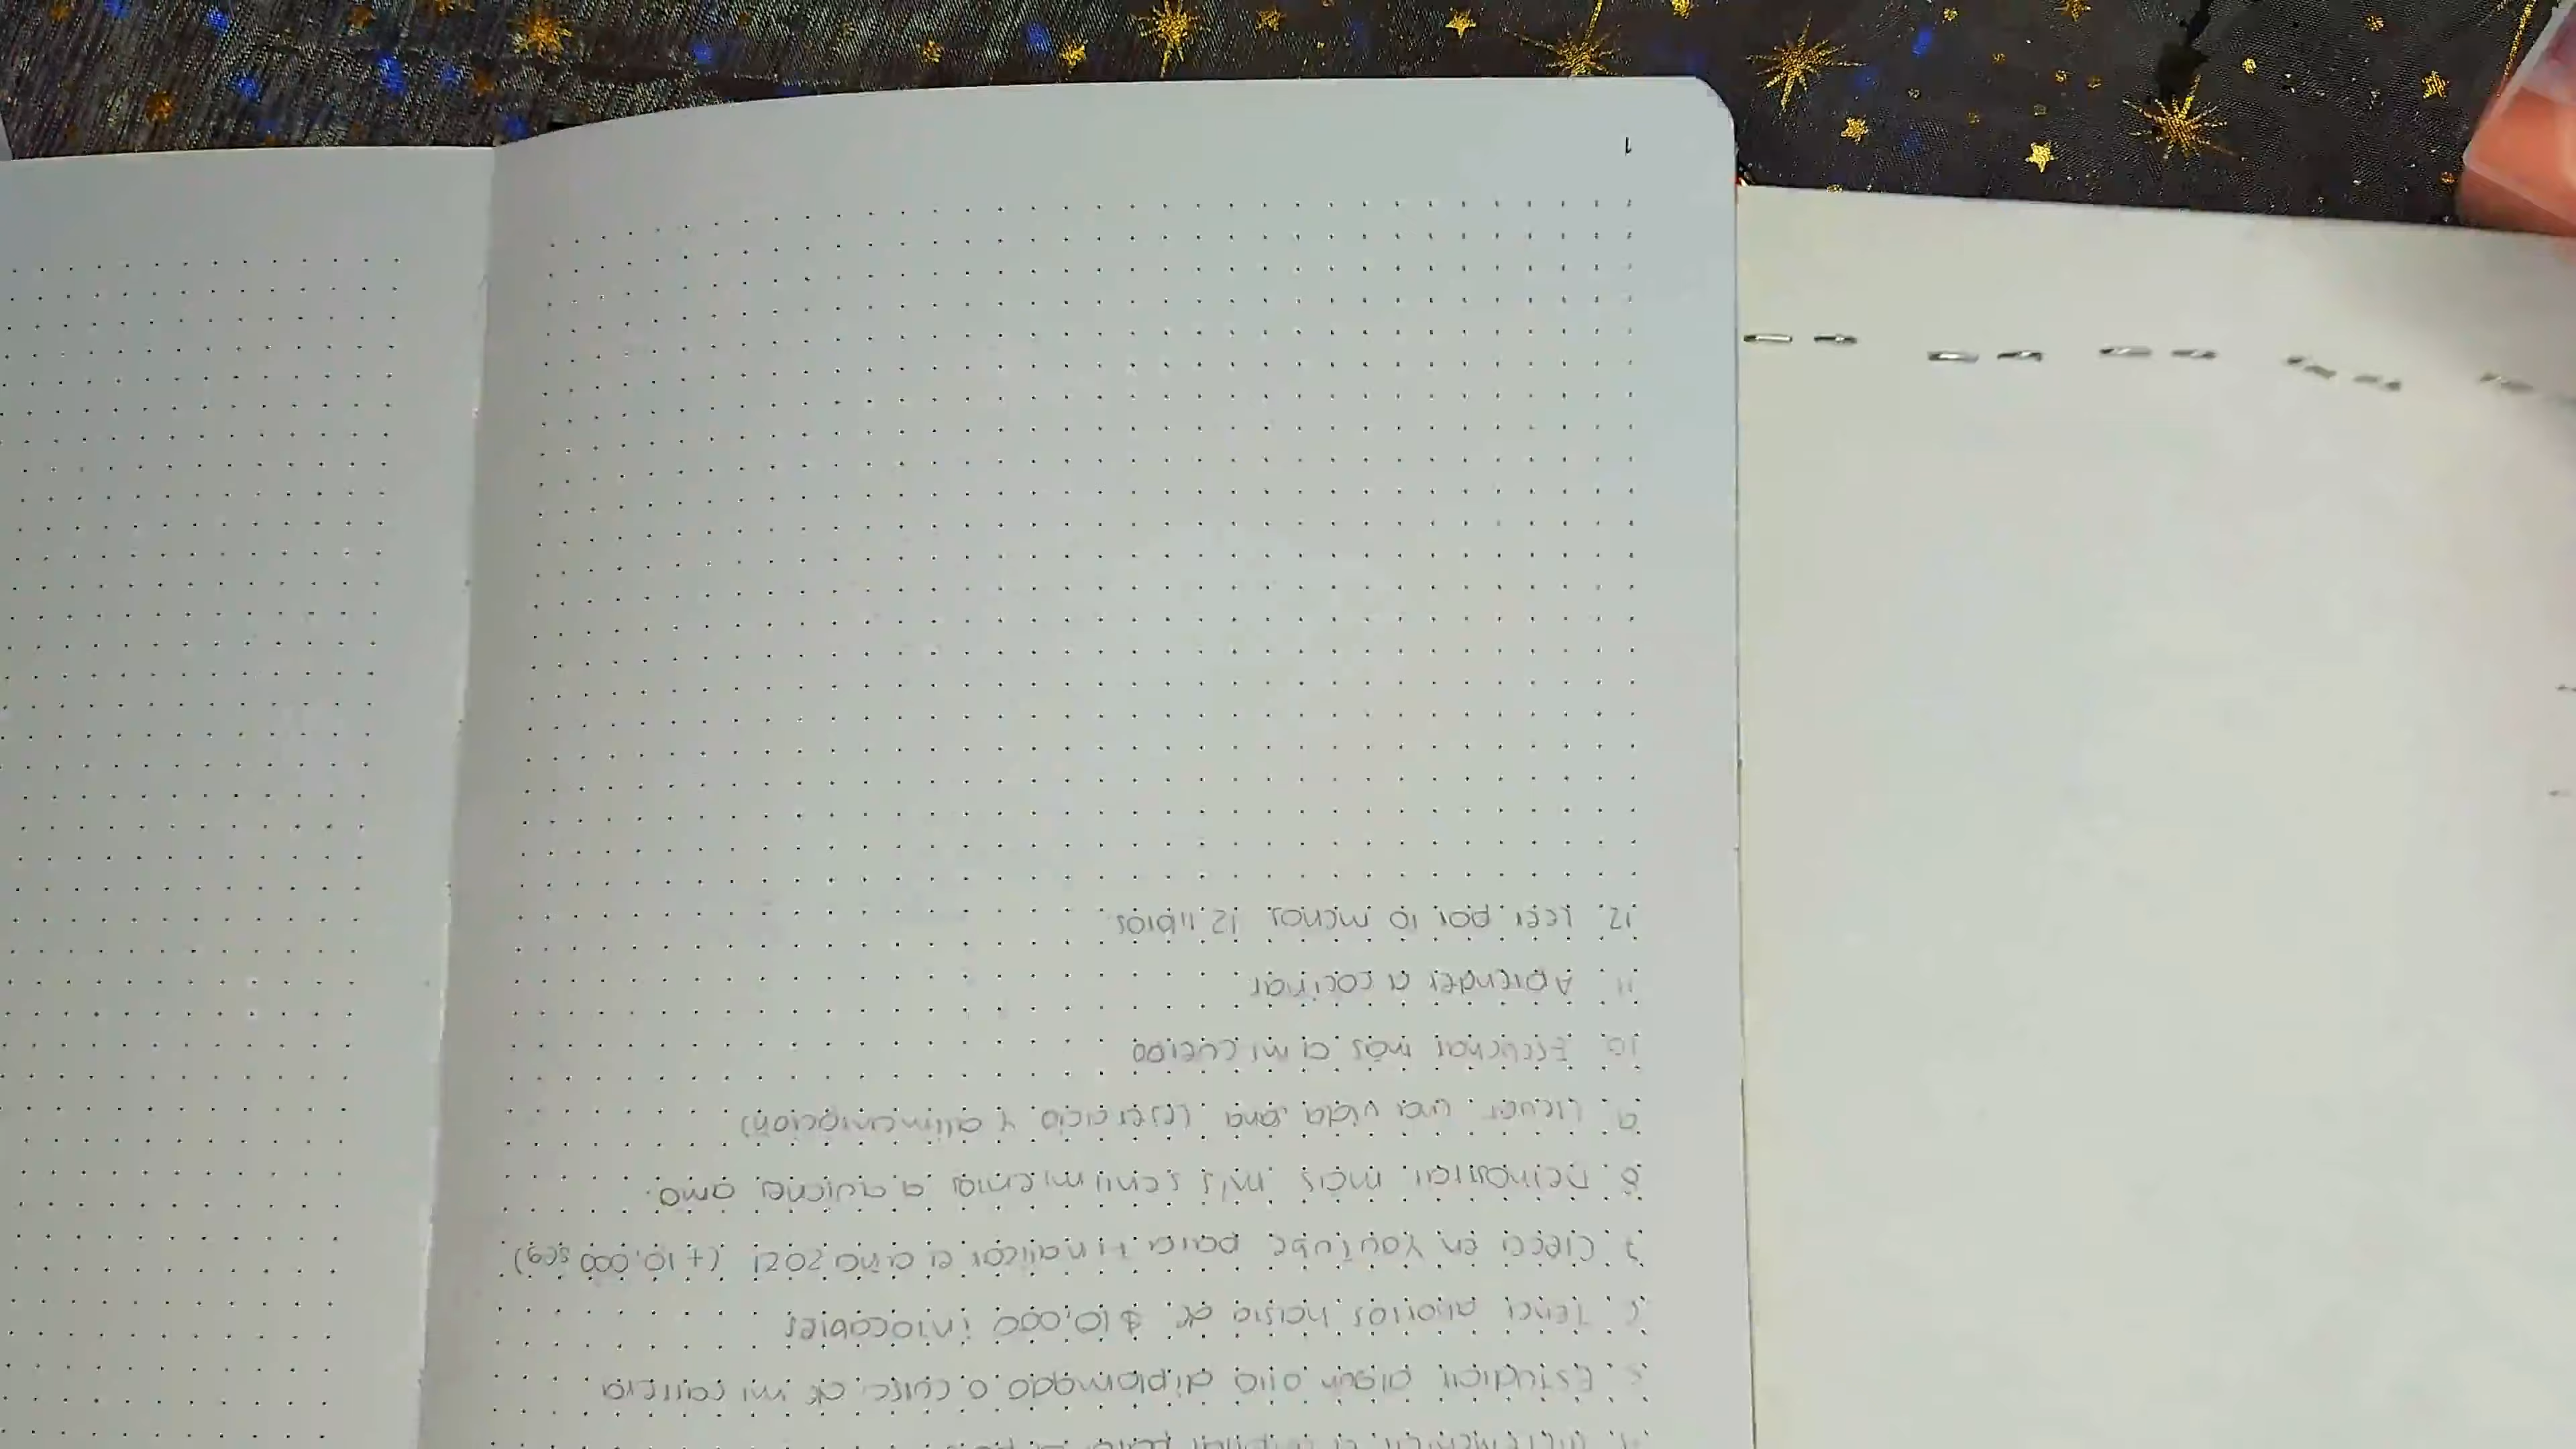 5. Estudiar algún otro diplomado o curso de mi carrera
6. Tener ahorros hasta de $10,000 intocables
7. Crecer en YouTube para finalizar el año 2021 (+10,000 seg)
8. Demostrar más mis sentimientos a quienes amo.
9. Llevar una vida sana (ejercicio y alimentación)
10. Escuchar más a mi cuerpo
11. Aprender a cocinar
12. Leer por lo menos 12 libros.
1